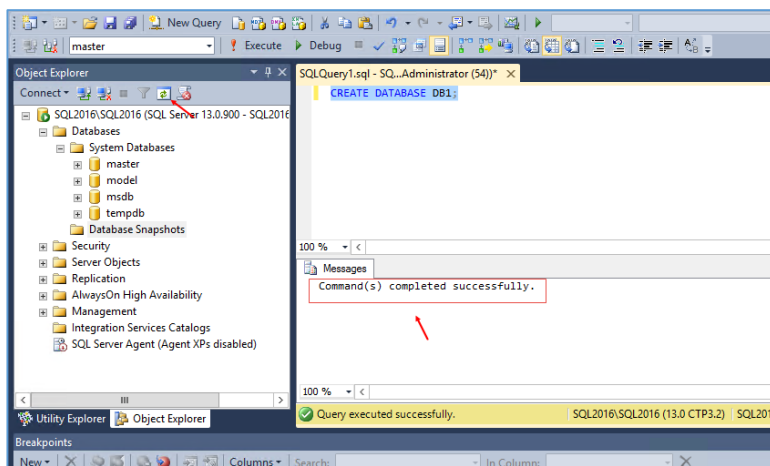 New Query
master
Execute
Debug
Object Explorer
SQLQuery1.sql - SQ...Administrator (54))*
Connect
CREATE DATABASE DB1;
SQL2016\SQL2016 (SQL Server 13.0.900 - SQL2016
Databases
System Databases
master
model
msdb
tempdb
Database Snapshots
Security
Server Objects
Replication
AlwaysOn High Availability
Management
Integration Services Catalogs
SQL Server Agent (Agent XPs disabled)
100 %
Messages
Command(s) completed successfully.
100 %
Query executed successfully.
SQL2016\SQL2016 (13.0 CTP3.2)
SQL201
Utility Explorer
Object Explorer
Breakpoints
New
Columns
Search:
In Column: